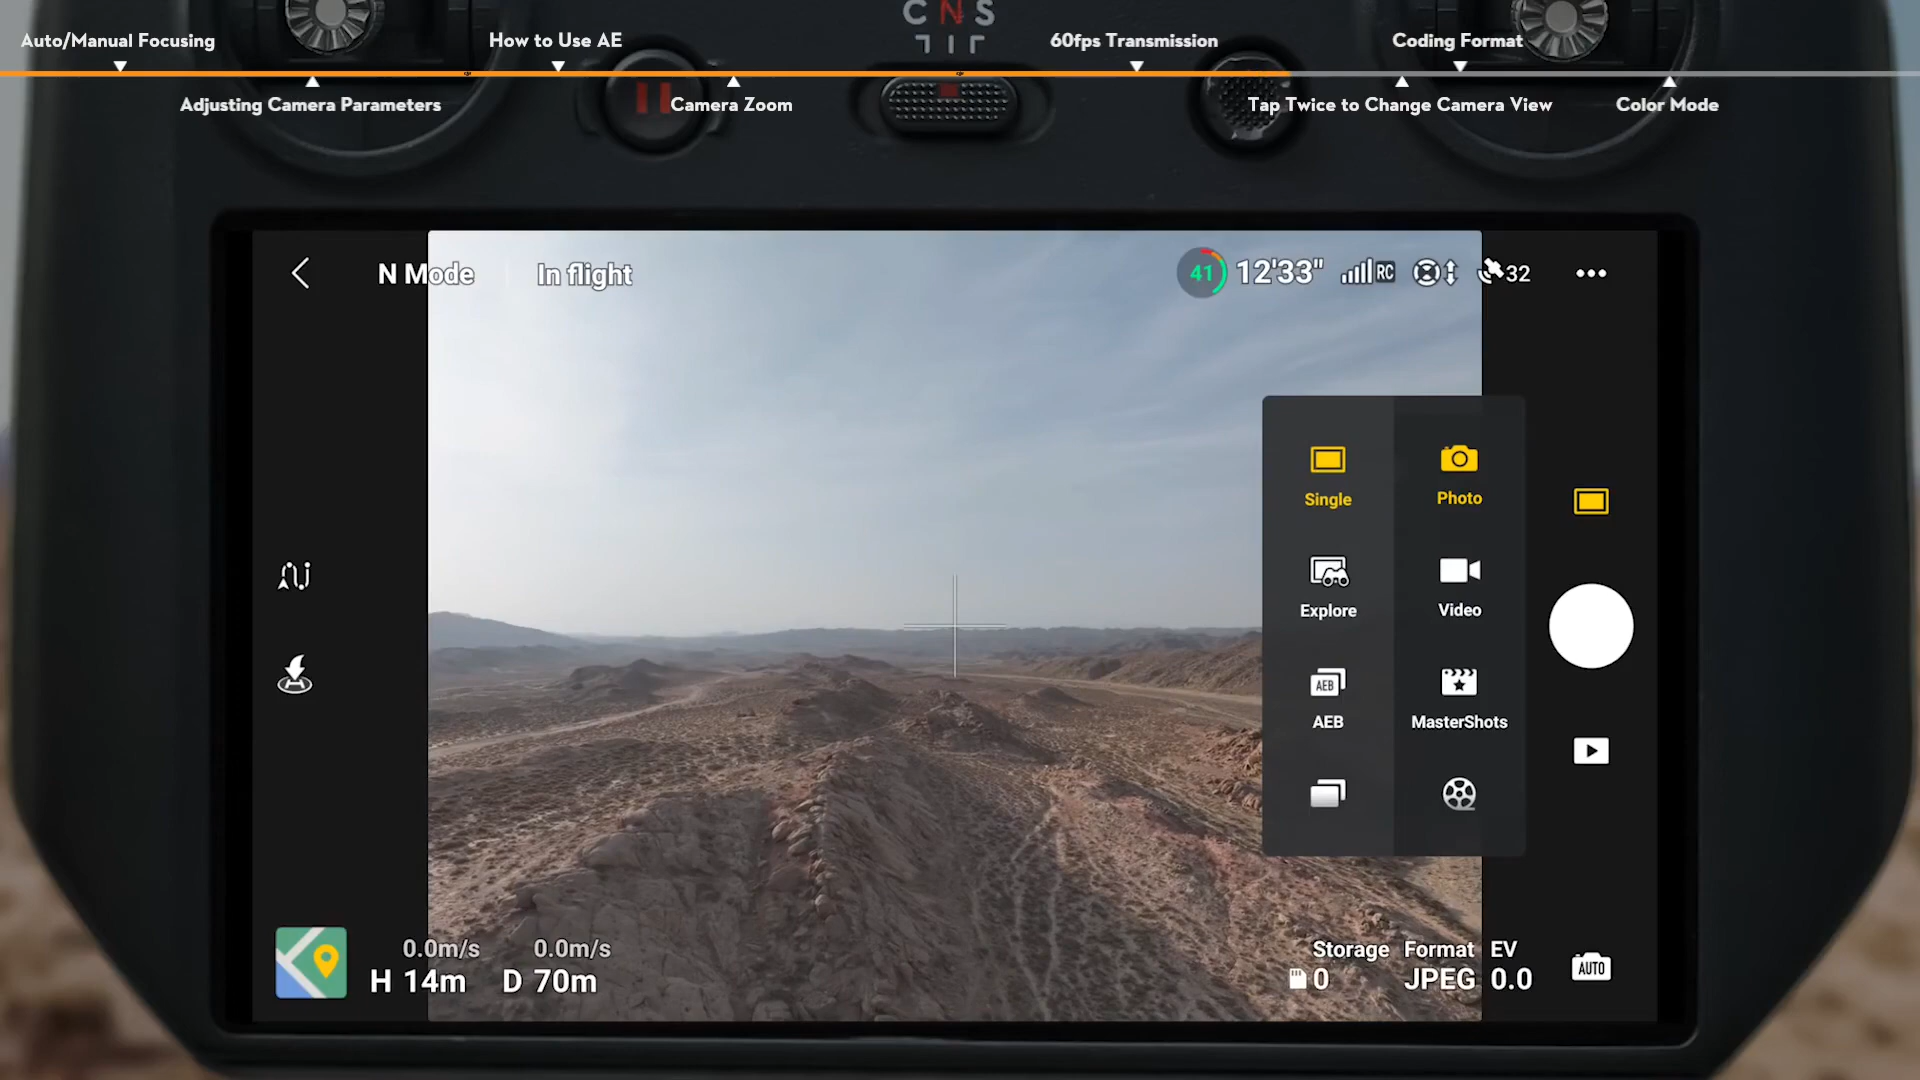 C N S
Auto/Manual Focusing
How to Use AE
60fps Transmission
Coding Format
Adjusting Camera Parameters
Camera Zoom
Tap Twice to Change Camera View
Color Mode
N Mode
In flight
41
12'33"
RC
32
Single
Photo
Explore
Video
AEB
AEB
MasterShots
0.0m/s
0.0m/s
H 14m
D 70m
Storage
Format
EV
0
JPEG
0.0
AUTO